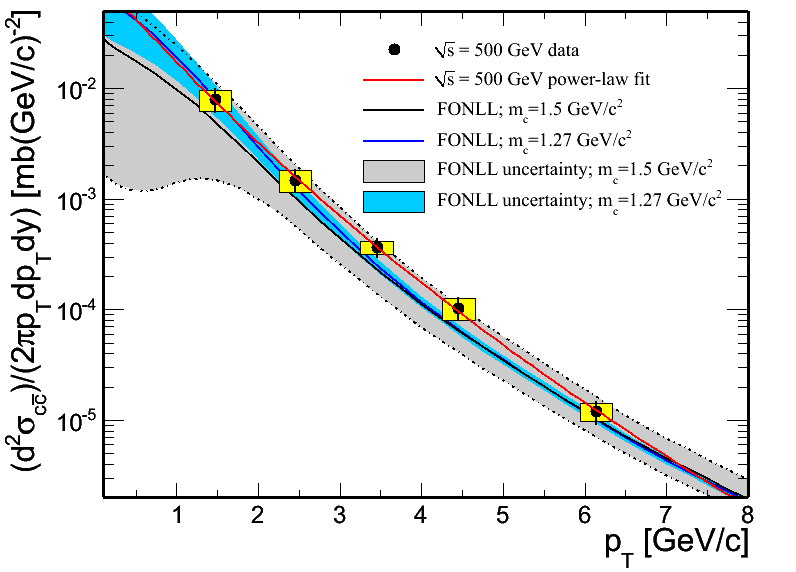 √s = 500 GeV data
√s = 500 GeV power-law fit
FONLL; m_c=1.5 GeV/c²
FONLL; m_c=1.27 GeV/c²
FONLL uncertainty; m_c=1.5 GeV/c²
FONLL uncertainty; m_c=1.27 GeV/c²
(d²σ_cc̄)/(2πp_T dp_T dy) [mb(GeV/c)⁻²]
10⁻²
10⁻³
10⁻⁴
10⁻⁵
1 2 3 4 5 6 7 8
p_T [GeV/c]